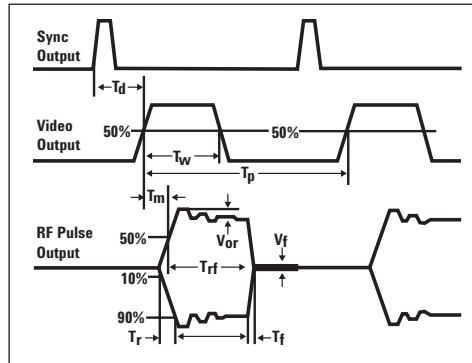 Sync
Output
Td
Video
Output
50%
50%
Tw
Tp
Tm
RF Pulse
Output
50%
Vor
Vf
Trf
10%
90%
Tr
Tf